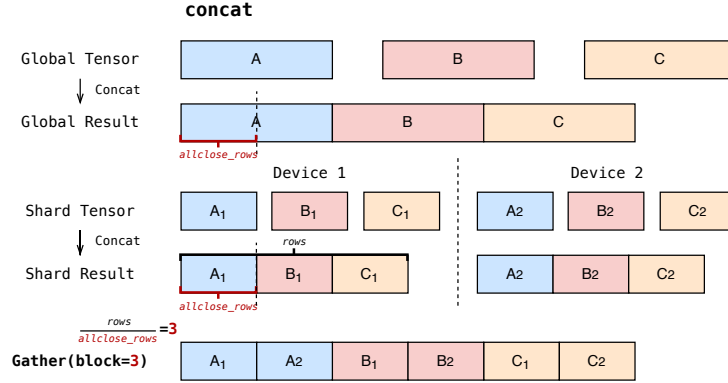 concat
Global Tensor A B C
Concat
Global Result A B C
allclose_rows
Device 1 Device 2
Shard Tensor A1 B1 C1 A2 B2 C2
Concat
rows
Shard Result A1 B1 C1 A2 B2 C2
allclose_rows
rows
allclose_rows =3
Gather(block=3) A1 A2 B1 B2 C1 C2